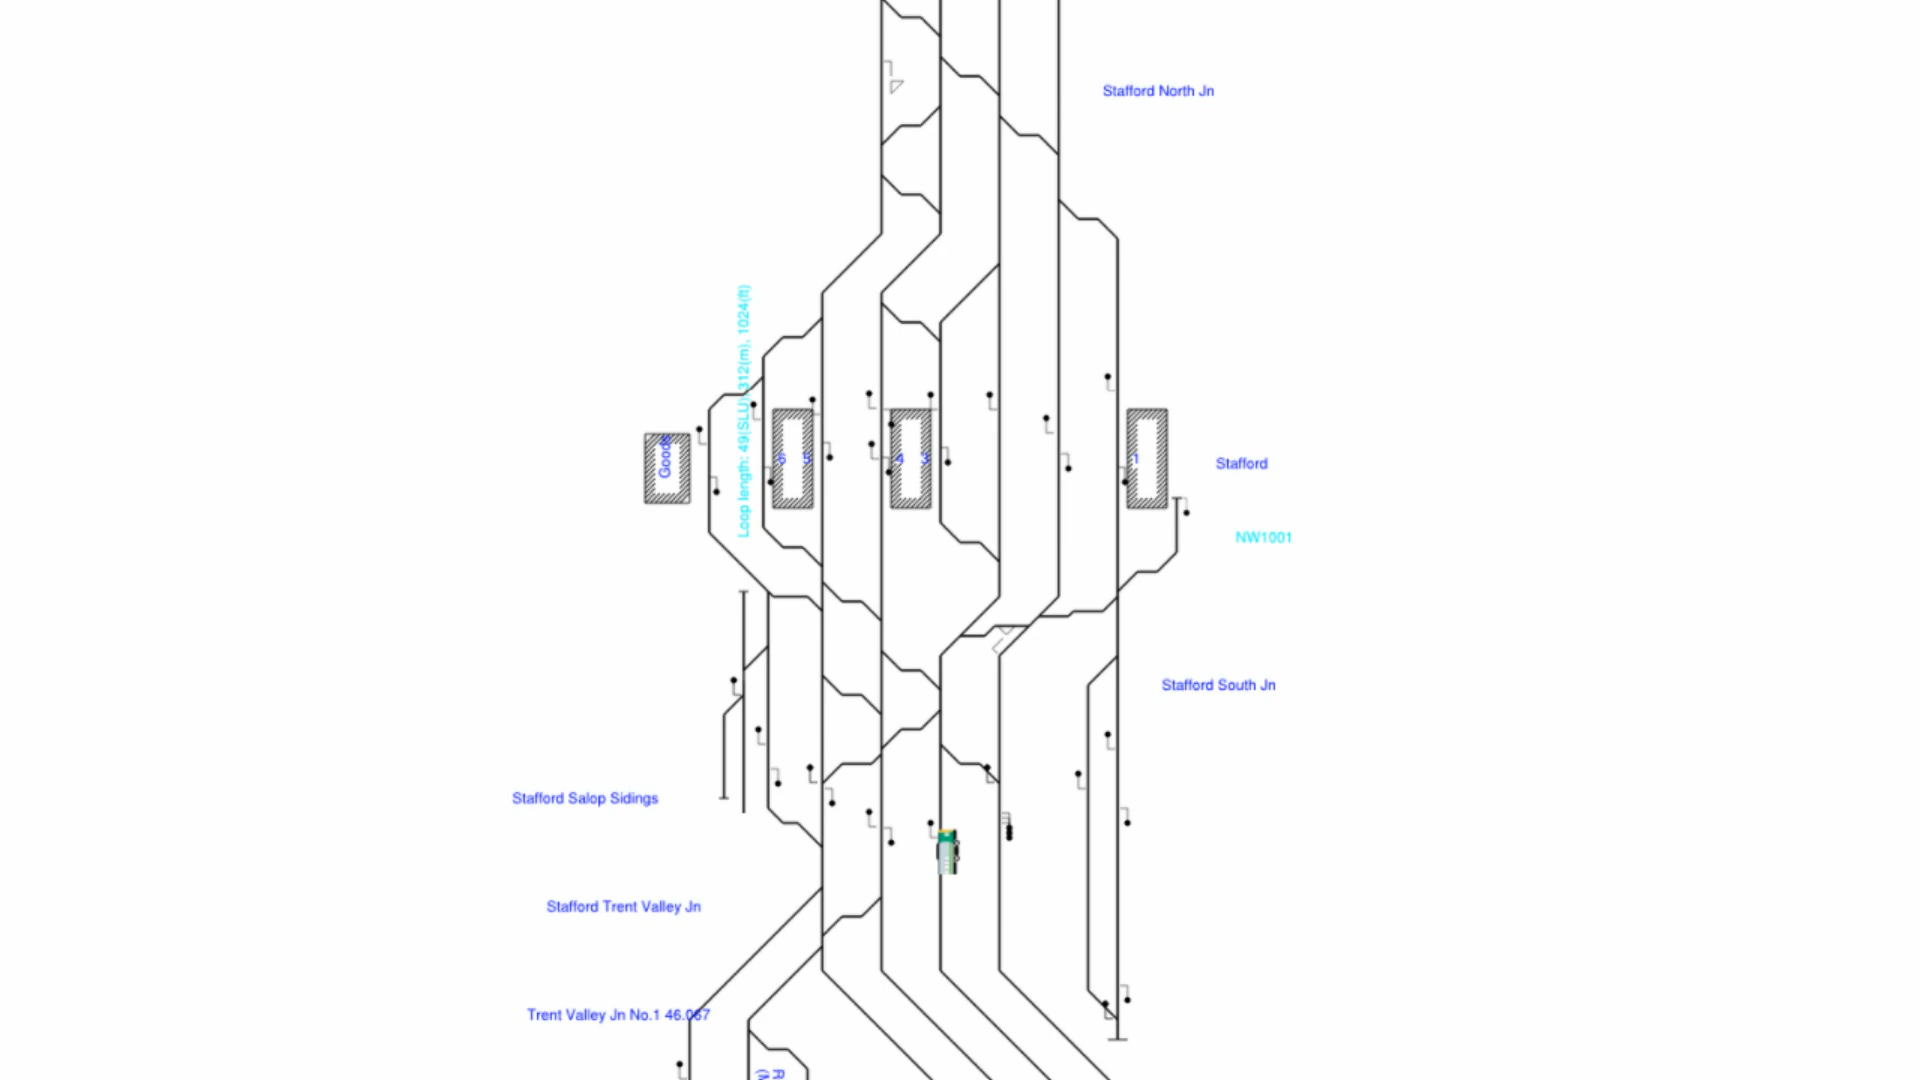 Stafford North Jn
Loop length: 49(SLU), 312(m), 1024(ft)
Goods
6 5
4 3
1
Stafford
NW1001
Stafford South Jn
Stafford Salop Sidings
Stafford Trent Valley Jn
Trent Valley Jn No.1 46.067